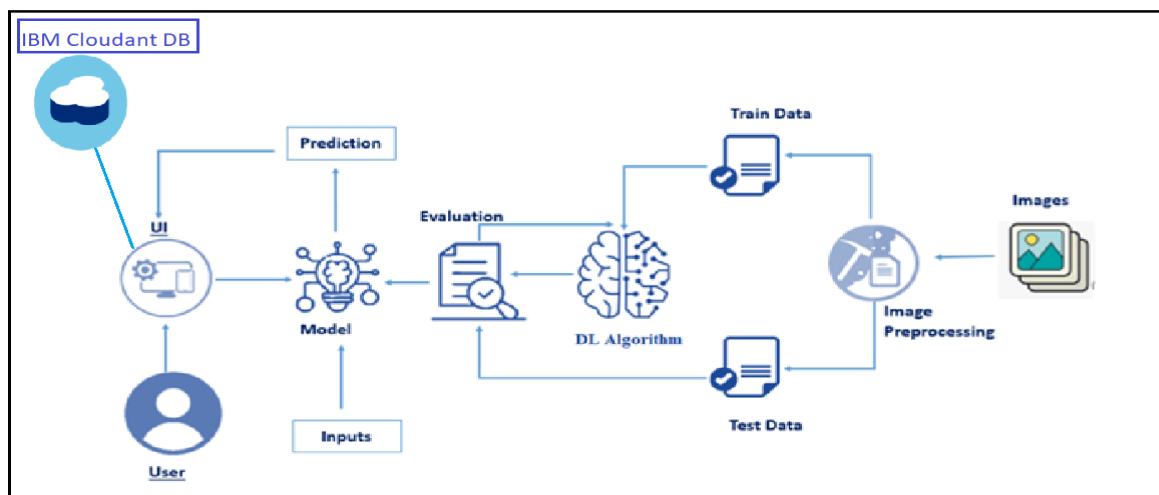 IBM Cloudant DB
Train Data
Prediction
Images
Evaluation
UI
Image
Preprocessing
Model
DL Algorithm
Test Data
Inputs
User